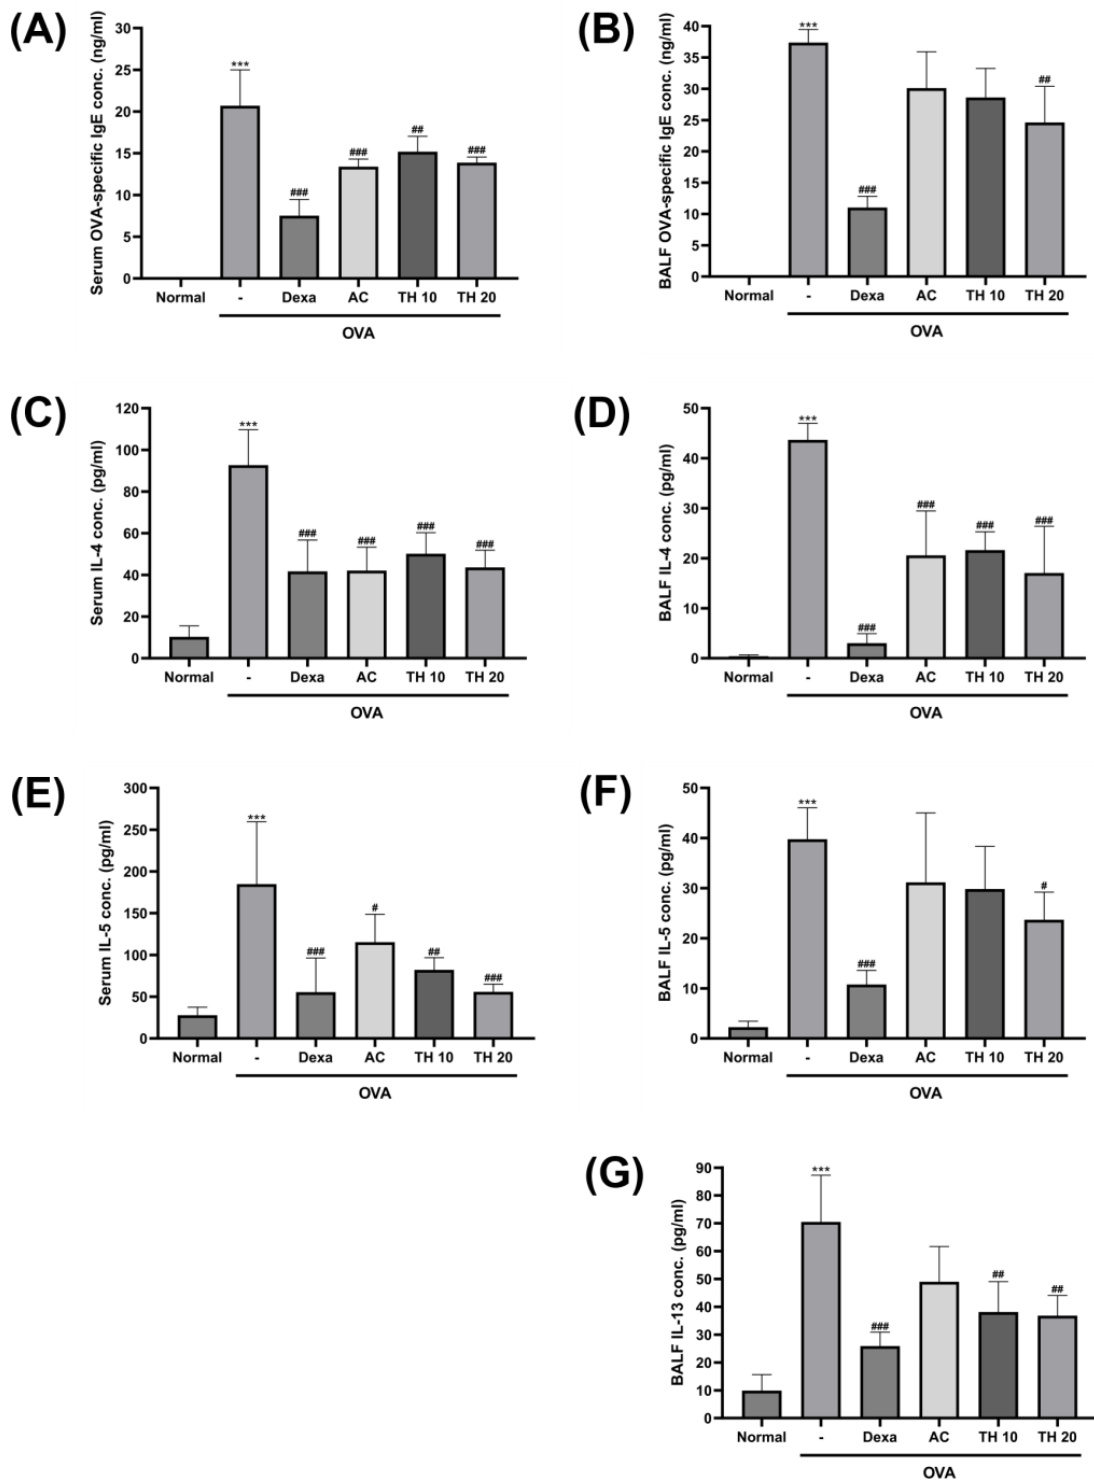 (A)
Serum OVA-specific IgE conc. (ng/ml)
30
25
20
15
10
5
0
***
###
###
##
###
Normal - Dexa AC TH 10 TH 20
OVA
(B)
BALF OVA-specific IgE conc. (ng/ml)
40
35
30
25
20
15
10
5
0
***
###
##
Normal - Dexa AC TH 10 TH 20
OVA
(C)
Serum IL-4 conc. (pg/ml)
120
100
80
60
40
20
0
***
###
###
###
###
Normal - Dexa AC TH 10 TH 20
OVA
(D)
BALF IL-4 conc. (pg/ml)
50
40
30
20
10
0
***
###
###
###
###
Normal - Dexa AC TH 10 TH 20
OVA
(E)
Serum IL-5 conc. (pg/ml)
300
250
200
150
100
50
0
***
###
#
##
###
Normal - Dexa AC TH 10 TH 20
OVA
(F)
BALF IL-5 conc. (pg/ml)
50
40
30
20
10
0
***
###
#
Normal - Dexa AC TH 10 TH 20
OVA
(G)
BALF IL-13 conc. (pg/ml)
90
80
70
60
50
40
30
20
10
0
***
###
##
##
Normal - Dexa AC TH 10 TH 20
OVA